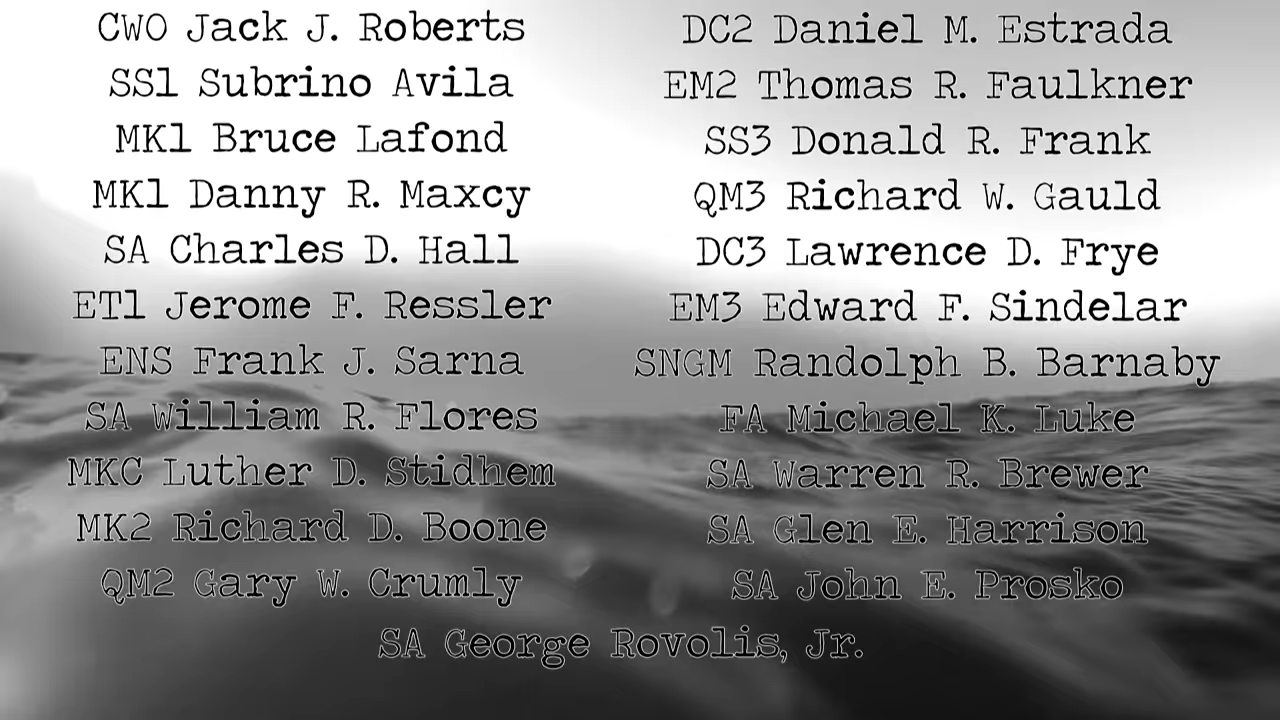 CWO Jack J. Roberts
SS1 Subrino Avila
MK1 Bruce Lafond
MK1 Danny R. Maxcy
SA Charles D. Hall
ET1 Jerome F. Ressler
ENS Frank J. Sarna
SA William R. Flores
MKC Luther D. Stidhem
MK2 Richard D. Boone
QM2 Gary W. Crumly
DC2 Daniel M. Estrada
EM2 Thomas R. Faulkner
SS3 Donald R. Frank
QM3 Richard W. Gauld
DC3 Lawrence D. Frye
EM3 Edward F. Sindelar
SNGM Randolph B. Barnaby
FA Michael K. Luke
SA Warren R. Brewer
SA Glen E. Harrison
SA John E. Prosko
SA George Rovolis, Jr.